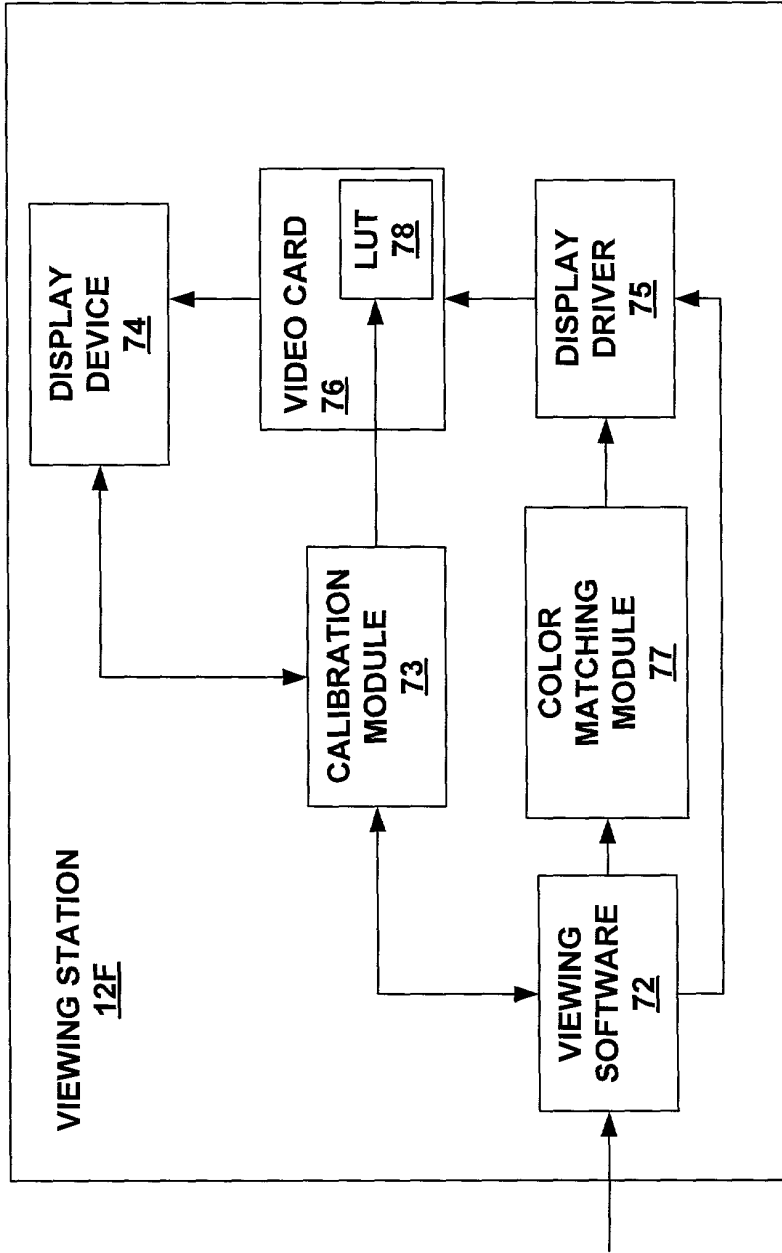 VIEWING STATION
12F
DISPLAY
DEVICE
74
VIDEO CARD
76
LUT
78
CALIBRATION
MODULE
73
DISPLAY
DRIVER
75
COLOR
MATCHING
MODULE
77
VIEWING
SOFTWARE
72